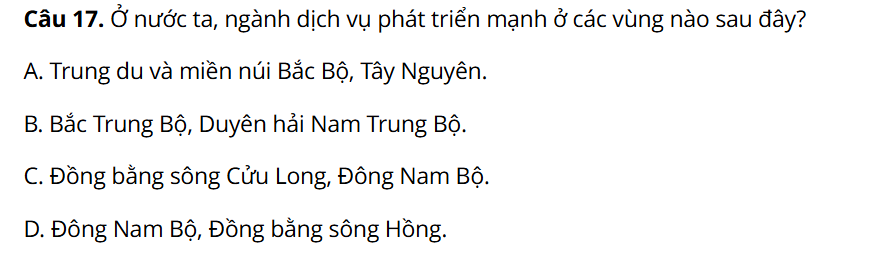 Câu 17. Ở nước ta, ngành dịch vụ phát triển mạnh ở các vùng nào sau đây?
A. Trung du và miền núi Bắc Bộ, Tây Nguyên.
B. Bắc Trung Bộ, Duyên hải Nam Trung Bộ.
C. Đồng bằng sông Cửu Long, Đông Nam Bộ.
D. Đông Nam Bộ, Đồng bằng sông Hồng.